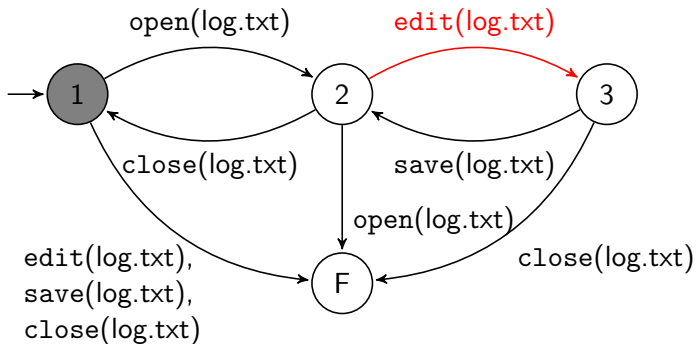 open(log.txt)
edit(log.txt)
1
2
3
close(log.txt)
save(log.txt)
open(log.txt)
edit(log.txt),
save(log.txt),
close(log.txt)
F
close(log.txt)